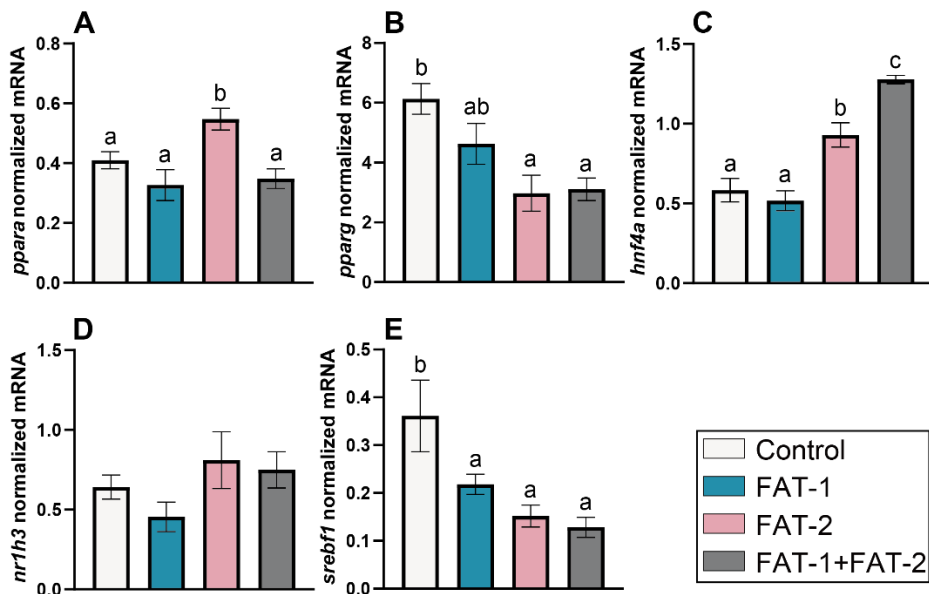 A
ppara normalized mRNA
0.8
0.6
0.4
0.2
0.0
a
a
b
a
B
pparg normalized mRNA
8
6
4
2
0
b
ab
a
a
C
hnf4a normalized mRNA
1.5
1.0
0.5
0.0
a
a
b
c
D
nr1h3 normalized mRNA
1.5
1.0
0.5
0.0
E
srebf1 normalized mRNA
0.5
0.4
0.3
0.2
0.1
0.0
b
a
a
a
Control
FAT-1
FAT-2
FAT-1+FAT-2